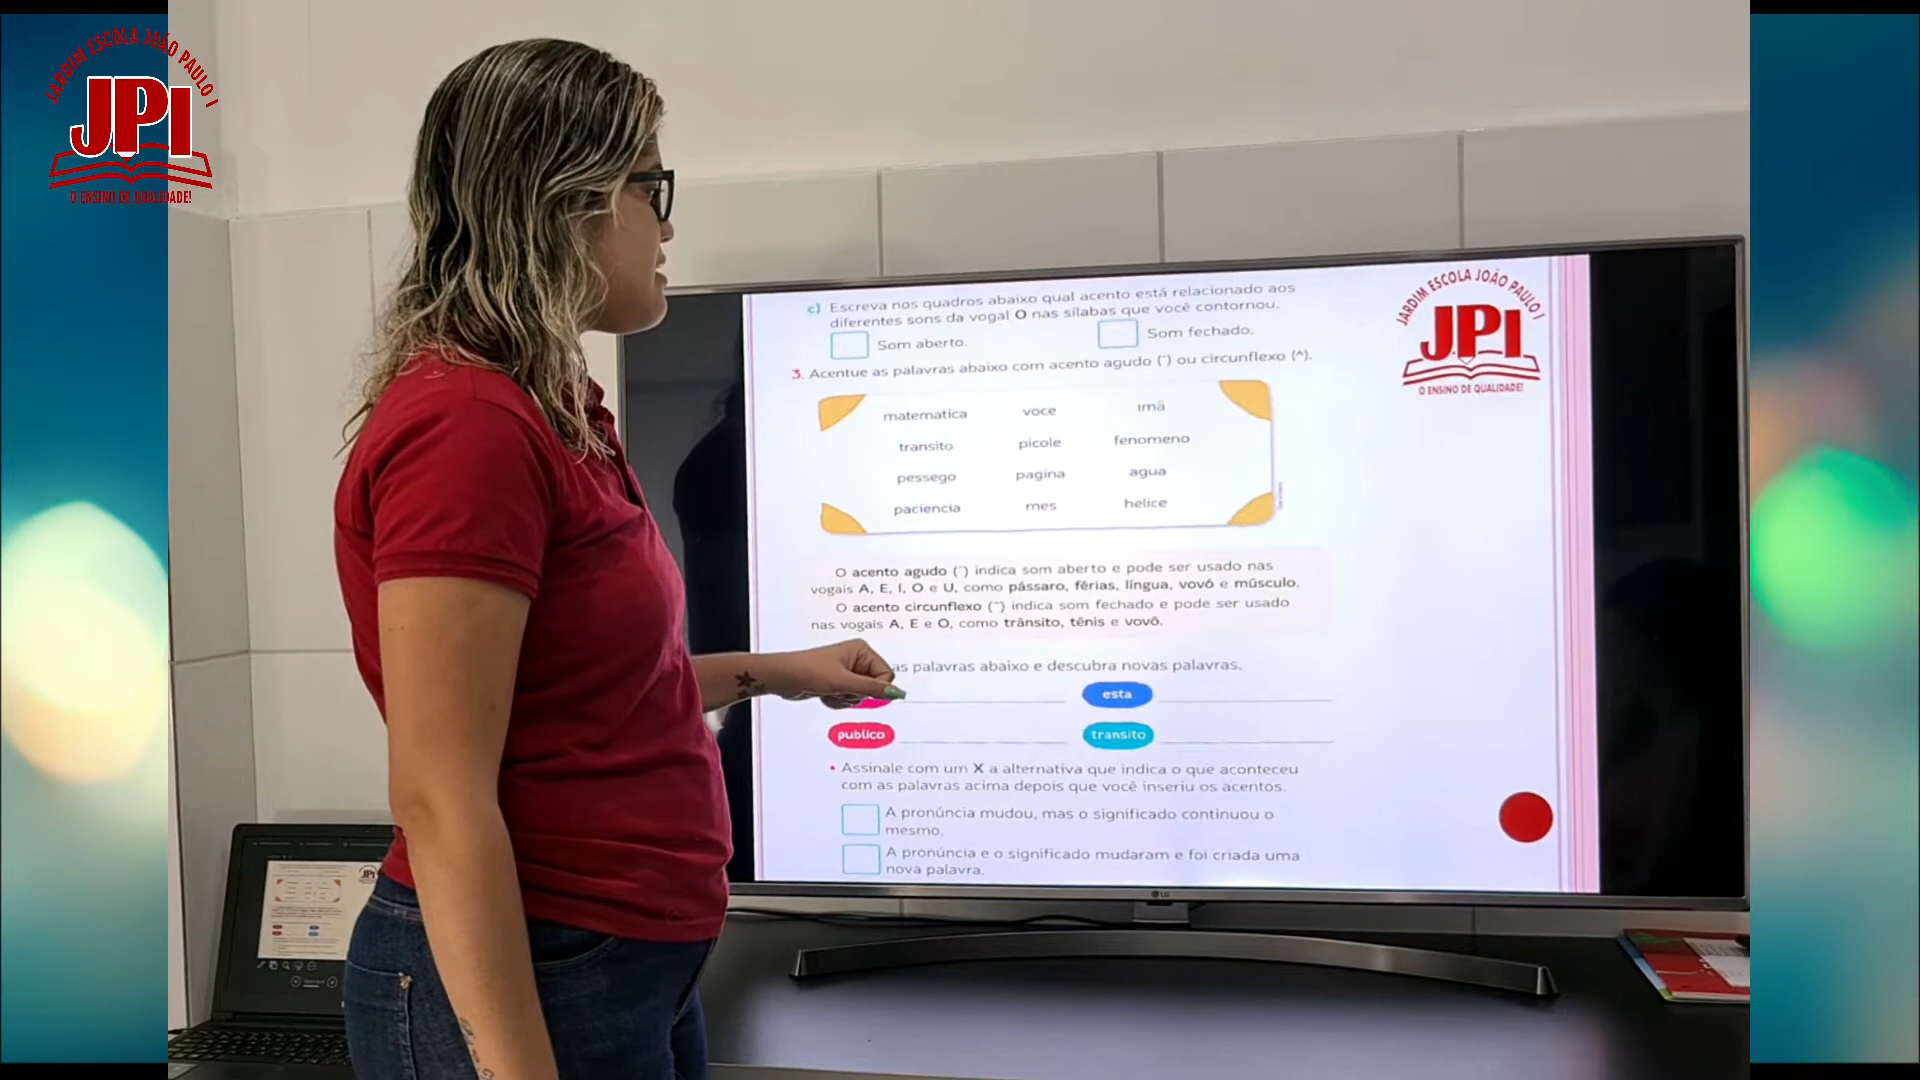 JARDIM ESCOLA JOÃO PAULO I
JPI
O ENSINO DE QUALIDADE!
c) Escreva nos quadros abaixo qual acento está relacionado aos
diferentes sons da vogal O nas sílabas que você contornou.
Som aberto.
Som fechado.
3. Acentue as palavras abaixo com acento agudo (´) ou circunflexo (^).
matematica voce imã
transito picole fenomeno
pessego pagina agua
paciencia mes helice
O acento agudo (´) indica som aberto e pode ser usado nas
vogais A, E, I, O e U, como pássaro, férias, língua, vovó e músculo.
O acento circunflexo (^) indica som fechado e pode ser usado
nas vogais A, E e O, como trânsito, tênis e vovô.
as palavras abaixo e descubra novas palavras.
esta
publico
transito
• Assinale com um X a alternativa que indica o que aconteceu
com as palavras acima depois que você inseriu os acentos.
A pronúncia mudou, mas o significado continuou o
mesmo.
A pronúncia e o significado mudaram e foi criada uma
nova palavra.
JARDIM ESCOLA JOÃO PAULO I
JPI
O ENSINO DE QUALIDADE!
LG